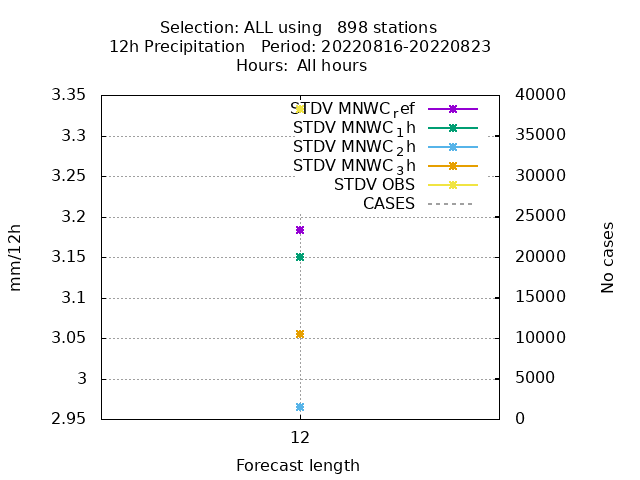 Selection: ALL using   898 stations
12h Precipitation   Period: 20220816-20220823
Hours:  All hours
3.35
3.3
3.25
3.2
3.15
3.1
3.05
3
2.95
mm/12h
STDV MNWC_ref
STDV MNWC_1h
STDV MNWC_2h
STDV MNWC_3h
STDV OBS
CASES
40000
35000
30000
25000
20000
15000
10000
5000
0
No cases
12
Forecast length